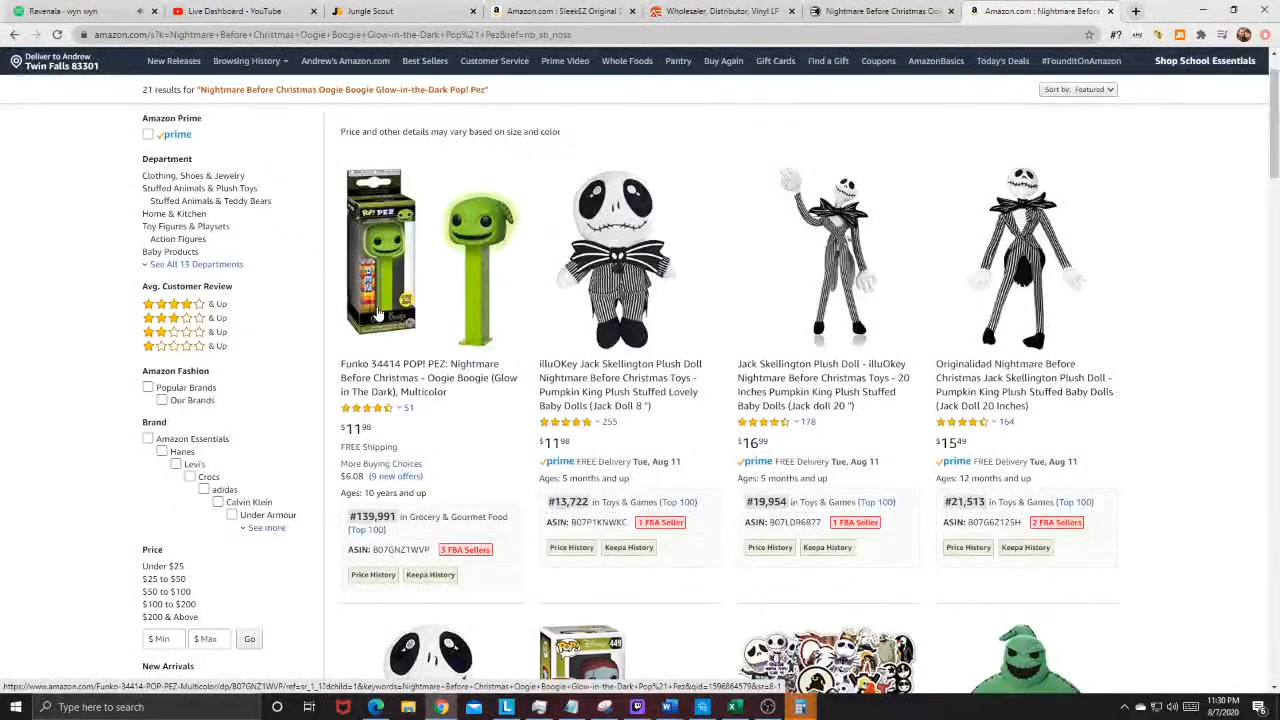 Ravenala - wyn wyn
Live Dashboard - YouTube
Jungle Scout
Amazon.com : SleekEZ Original D
Wholesaler, Distributor, Vinyl LP
Nightmare Before Christmas Oo
Amazon.com : Nightmare Before
amazon.com/s?k=Nightmare+Before+Christmas+Oogie+Boogie+Glow-in-the-Dark+Pop%21+Pez&ref=nb_sb_noss
Deliver to Andrew
Twin Falls 83301
New Releases Browsing History Andrew's Amazon.com Best Sellers Customer Service Prime Video Whole Foods Pantry Buy Again Gift Cards Find a Gift Coupons AmazonBasics Today's Deals #FoundItOnAmazon
Shop School Essentials
21 results for "Nightmare Before Christmas Oogie Boogie Glow-in-the-Dark Pop! Pez"
Sort by: Featured
Amazon Prime
prime
Department
Clothing, Shoes & Jewelry
Stuffed Animals & Plush Toys
Stuffed Animals & Teddy Bears
Home & Kitchen
Toy Figures & Playsets
Action Figures
Baby Products
See All 13 Departments
Avg. Customer Review
& Up
& Up
& Up
& Up
Amazon Fashion
Popular Brands
Our Brands
Brand
Amazon Essentials
Hanes
Levi's
Crocs
adidas
Calvin Klein
Under Armour
See more
Price
Under $25
$25 to $50
$50 to $100
$100 to $200
$200 & Above
$ Min $ Max Go
New Arrivals
Price and other details may vary based on size and color
POP! PEZ
Funko 34414 POP! PEZ: Nightmare
Before Christmas - Oogie Boogie (Glow
in The Dark), Multicolor
51
$11.98
FREE Shipping
More Buying Choices
$6.08 (9 new offers)
Ages: 10 years and up
#139,991 in Grocery & Gourmet Food
(Top 100)
ASIN: B07GNZ1WVP 3 FBA Sellers
Price History Keepa History
illuOKey Jack Skellington Plush Doll
Nightmare Before Christmas Toys -
Pumpkin King Plush Stuffed Lovely
Baby Dolls (Jack Doll 8 ")
255
$11.98
prime FREE Delivery Tue, Aug 11
Ages: 5 months and up
#13,722 in Toys & Games (Top 100)
ASIN: B07P1KNWKC 1 FBA Seller
Price History Keepa History
Jack Skellington Plush Doll - illuOkey
Nightmare Before Christmas Toys - 20
Inches Pumpkin King Plush Stuffed
Baby Dolls (Jack doll 20 ")
178
$16.99
prime FREE Delivery Tue, Aug 11
Ages: 5 months and up
#19,954 in Toys & Games (Top 100)
ASIN: B07LDR6877 1 FBA Seller
Price History Keepa History
Originalidad Nightmare Before
Christmas Jack Skellington Plush Doll -
Pumpkin King Plush Stuffed Baby Dolls
(Jack Doll 20 Inches)
164
$15.49
prime FREE Delivery Tue, Aug 11
Ages: 12 months and up
#21,513 in Toys & Games (Top 100)
ASIN: B07G6Z12SH 2 FBA Sellers
Price History Keepa History
POP!
449
https://www.amazon.com/Funko-34414-POP-PEZ-Multicolor/dp/B07GNZ1WVP/ref=sr_1_1?dchild=1&keywords=Nightmare+Before+Christmas+Oogie+Boogie+Glow-in-the-Dark+Pop%21+Pez&qid=1596864579&sr=8-1
Type here to search
11:30 PM
8/7/2020